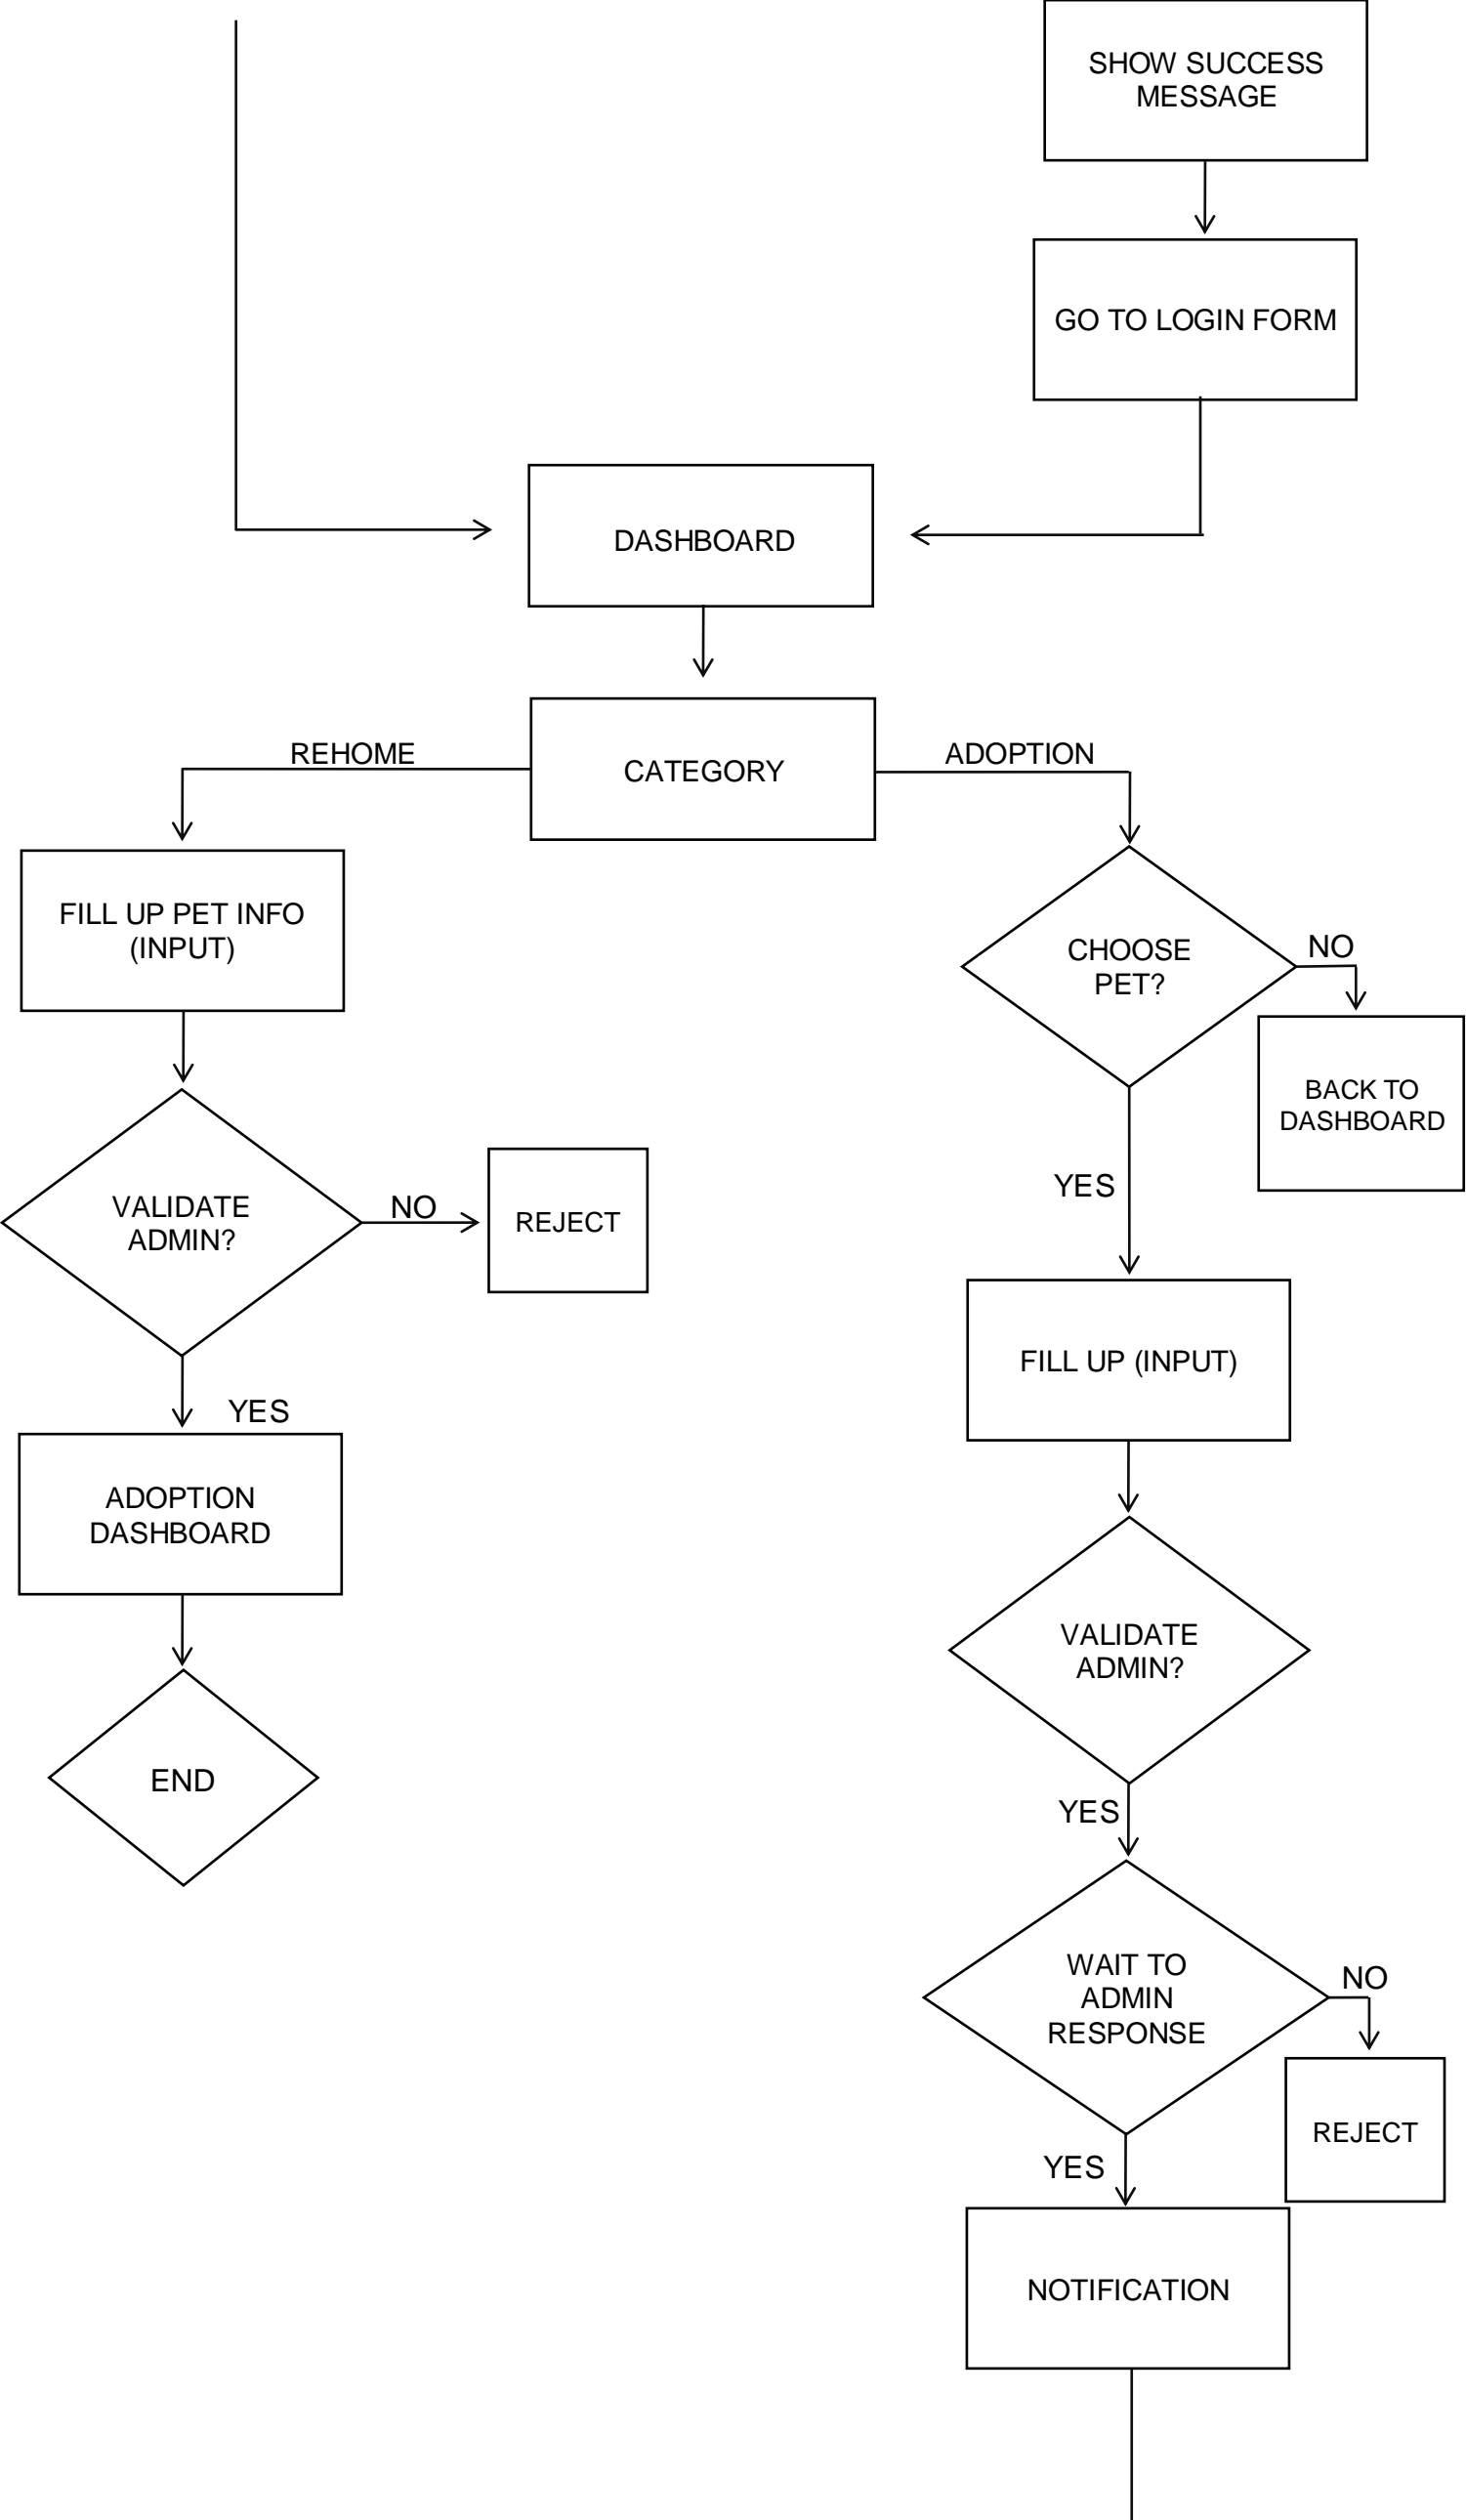 SHOW SUCCESS
MESSAGE
GO TO LOGIN FORM
DASHBOARD
REHOME
CATEGORY
ADOPTION
FILL UP PET INFO
(INPUT)
CHOOSE
PET?
NO
BACK TO
DASHBOARD
YES
VALIDATE
ADMIN?
NO
REJECT
YES
FILL UP (INPUT)
ADOPTION
DASHBOARD
VALIDATE
ADMIN?
END
YES
WAIT TO
ADMIN
RESPONSE
NO
REJECT
YES
NOTIFICATION